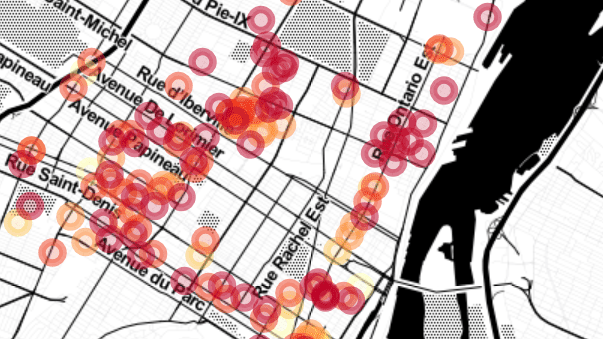 Pie-IX
Saint-Michel
Papineau
Rue d'Iberville
Avenue De Lorimier
Avenue Papineau
Rue Ontario Est
Rue Saint-Denis
Rue Rachel Est
Avenue du Parc